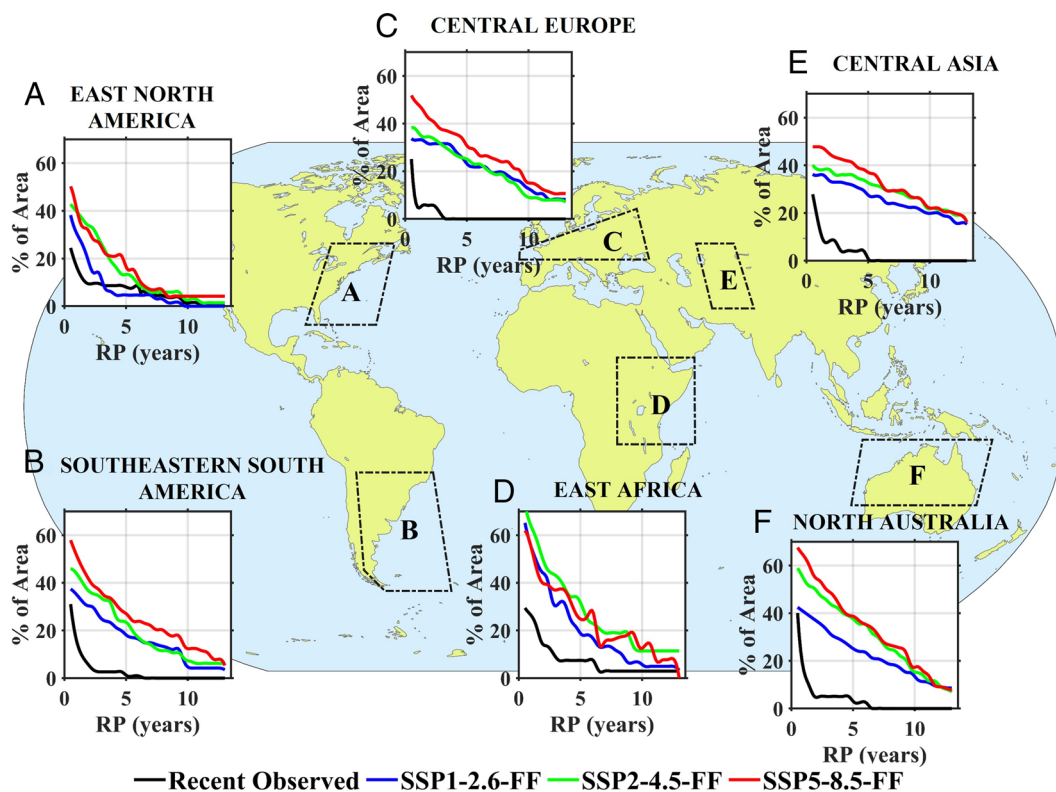 C
CENTRAL EUROPE
% of Area
60
40
20
0
0 5 10
RP (years)
E
CENTRAL ASIA
% of Area
60
40
20
0
0 5 10
RP (years)
A
EAST NORTH
AMERICA
% of Area
60
40
20
0
0 5 10
RP (years)
A
C
E
D
B
F
B
SOUTHEASTERN SOUTH
AMERICA
% of Area
60
40
20
0
0 5 10
RP (years)
D
EAST AFRICA
% of Area
60
40
20
0
0 5 10
RP (years)
F
NORTH AUSTRALIA
% of Area
60
40
20
0
0 5 10
RP (years)
Recent Observed SSP1-2.6-FF SSP2-4.5-FF SSP5-8.5-FF